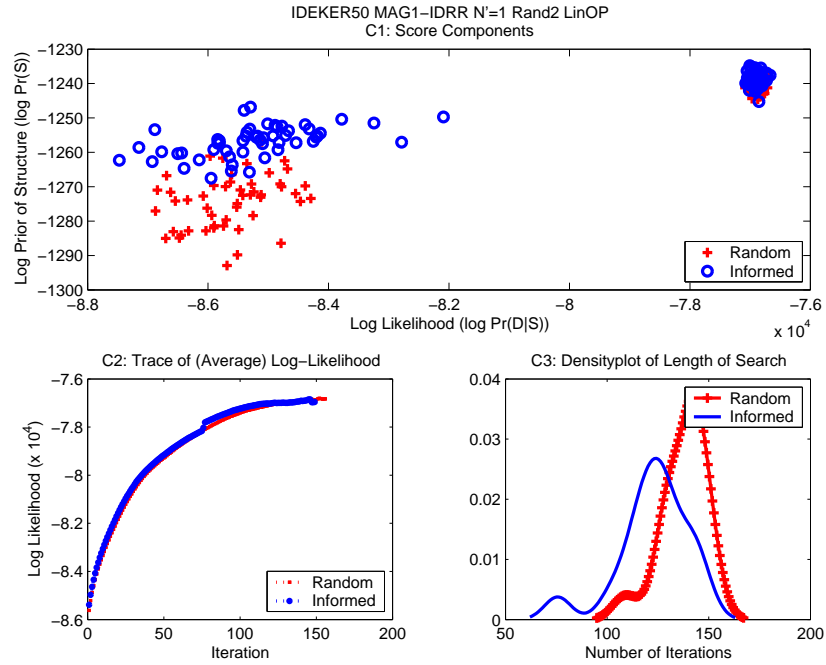 IDEKER50 MAG1−IDRR N'=1 Rand2 LinOP
C1: Score Components
Log Prior of Structure (log Pr(S))
−1230
−1240
−1250
−1260
−1270
−1280
−1290
−1300
−8.8 −8.6 −8.4 −8.2 −8 −7.8 −7.6
x 10^4
Log Likelihood (log Pr(D|S))
Random
Informed
C2: Trace of (Average) Log−Likelihood
Log Likelihood (x 10^4)
−7.6
−7.8
−8
−8.2
−8.4
−8.6
0 50 100 150 200
Iteration
Random
Informed
C3: Densityplot of Length of Search
0.04
0.03
0.02
0.01
0
50 100 150 200
Number of Iterations
Random
Informed